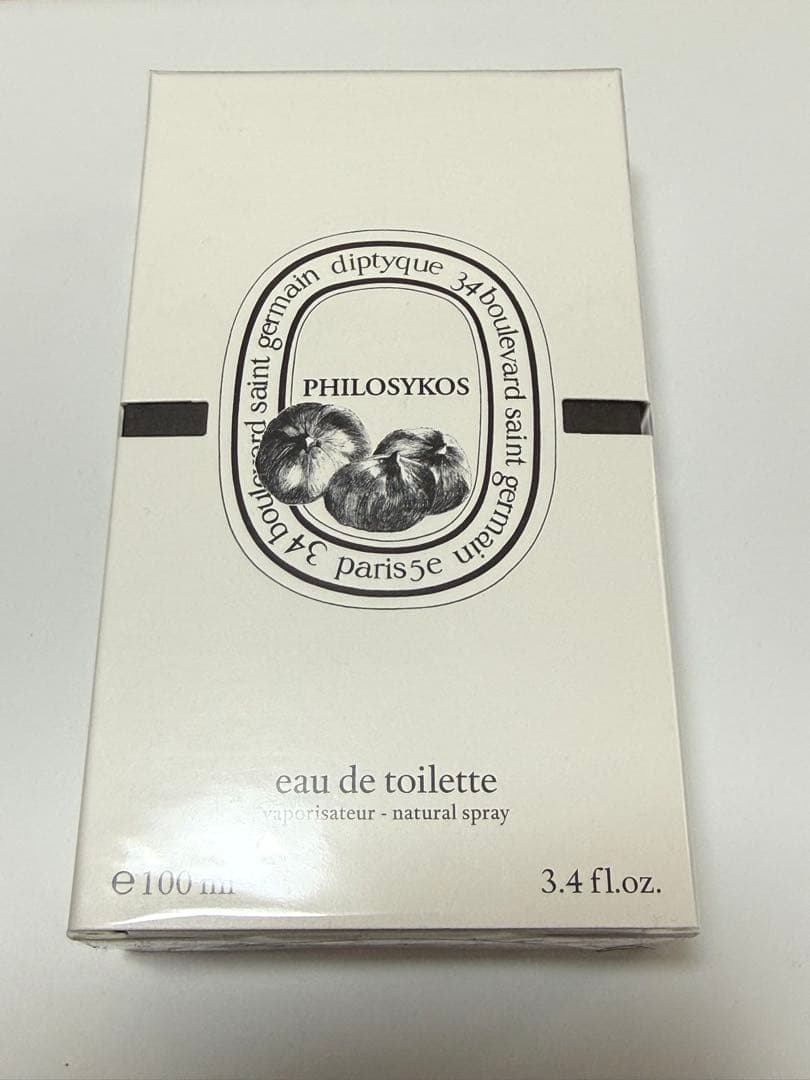 diptyque 34 boulevard saint germain paris 5e 34 boulevard saint germain
PHILOSYKOS
eau de toilette
vaporisateur - natural spray
e 100 ml
3.4 fl.oz.